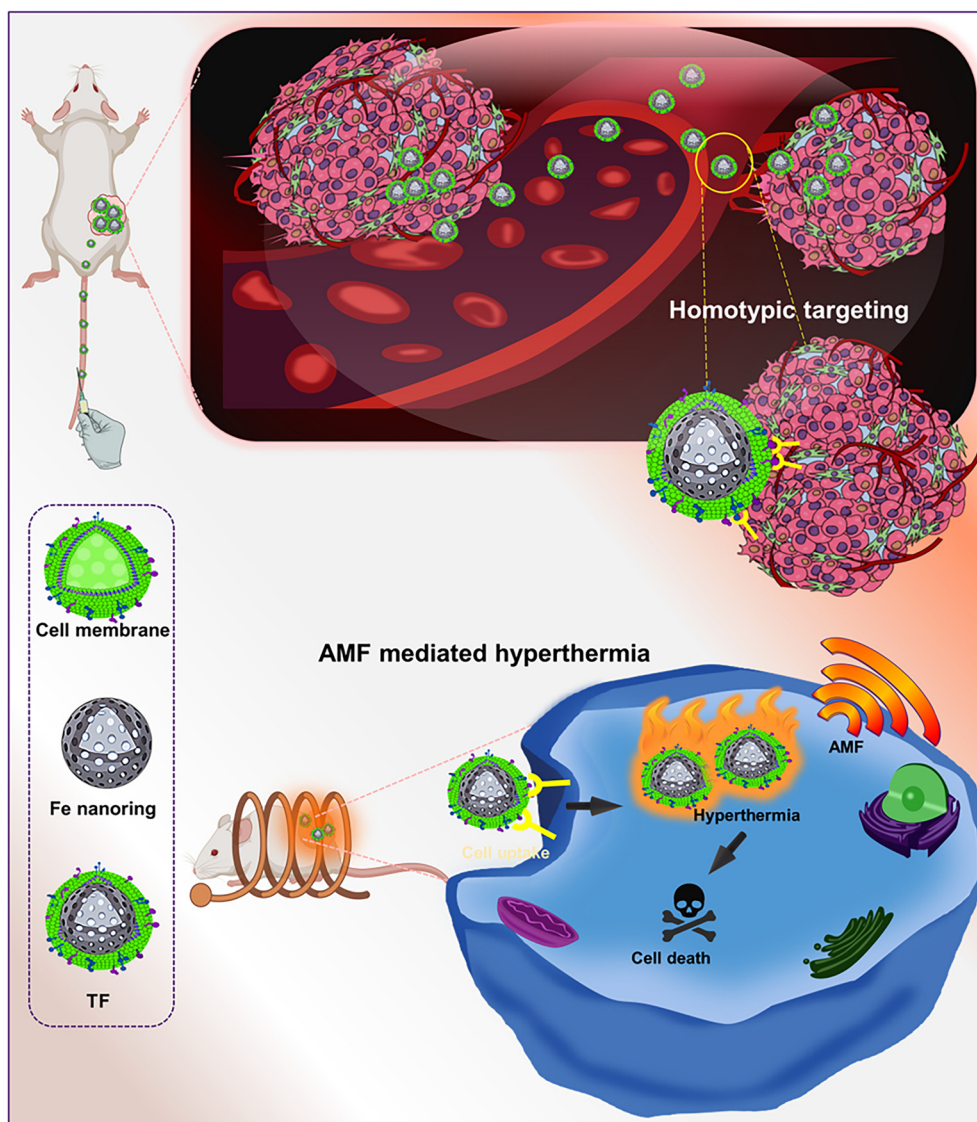 Homotypic targeting
Cell membrane
Fe nanoring
TF
AMF mediated hyperthermia
AMF
Hyperthermia
Cell uptake
Cell death